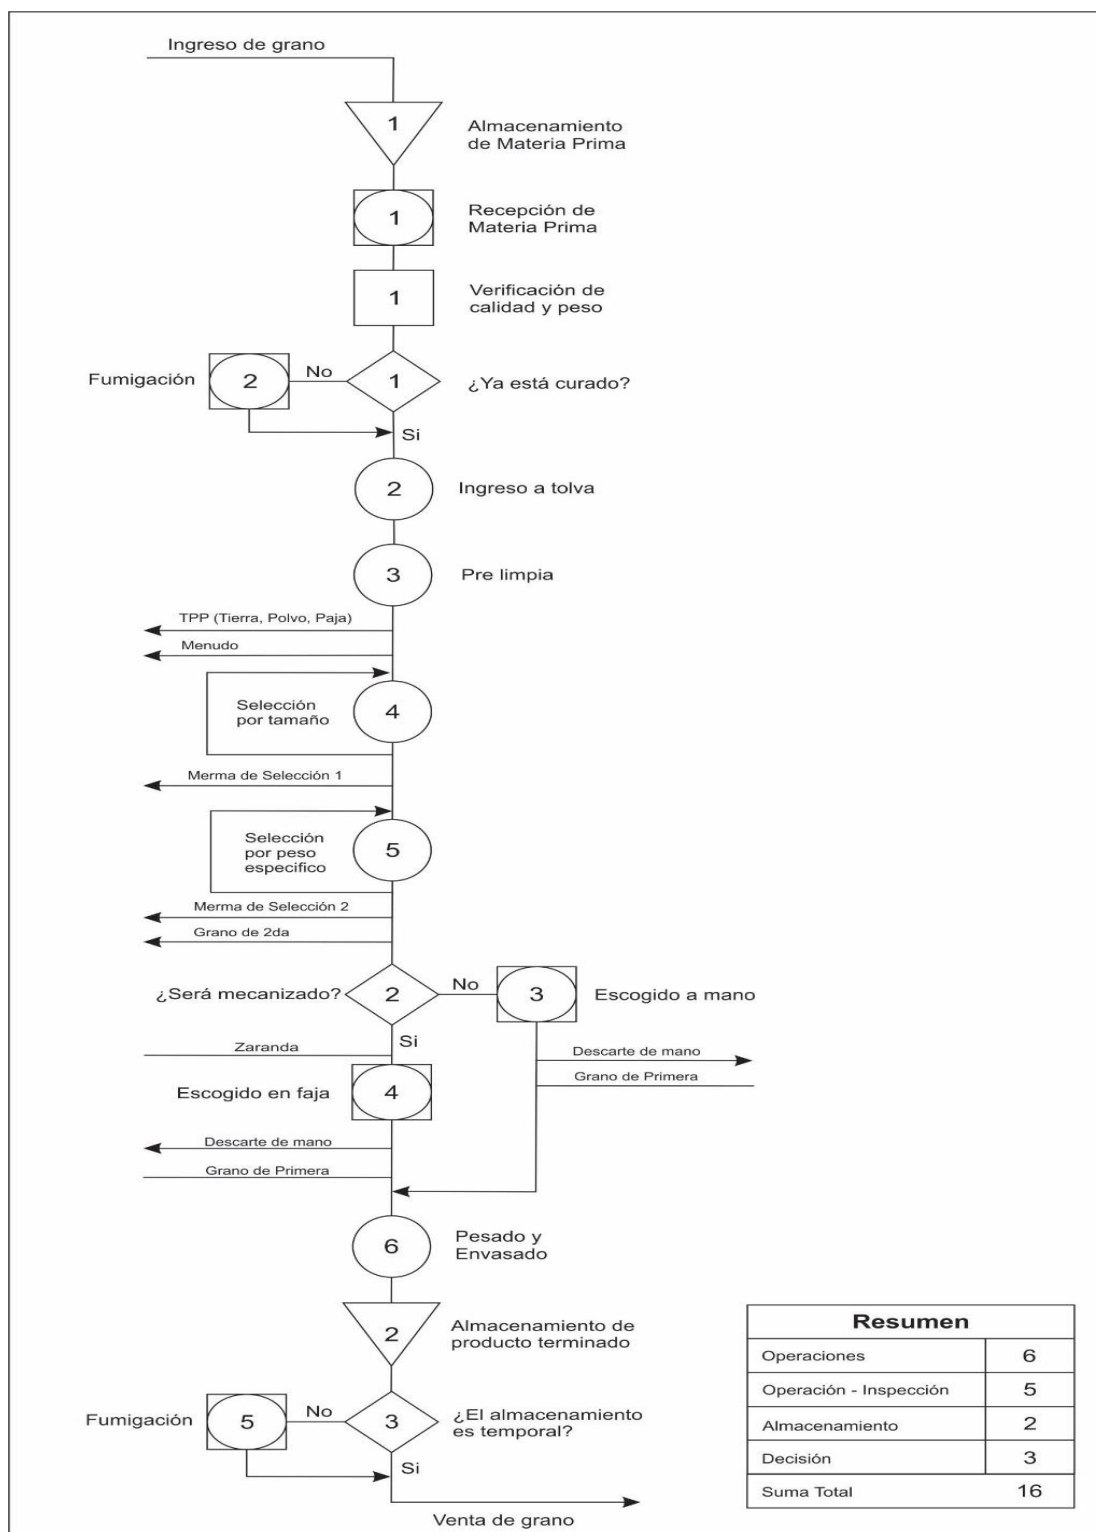 Ingreso de grano
1
Almacenamiento
de Materia Prima
1
Recepción de
Materia Prima
1
Verificación de
calidad y peso
Fumigación
2
No
1
¿Ya está curado?
Si
2
Ingreso a tolva
3
Pre limpia
TPP (Tierra, Polvo, Paja)
Menudo
Selección
por tamaño
4
Merma de Selección 1
Selección
por peso
especifico
5
Merma de Selección 2
Grano de 2da
¿Será mecanizado?
2
No
3
Escogido a mano
Si
Zaranda
Descarte de mano
Grano de Primera
Escogido en faja
4
Descarte de mano
Grano de Primera
6
Pesado y
Envasado
2
Almacenamiento de
producto terminado
Fumigación
5
No
3
¿El almacenamiento
es temporal?
Si
Venta de grano
Resumen
Operaciones 6
Operación - Inspección 5
Almacenamiento 2
Decisión 3
Suma Total 16